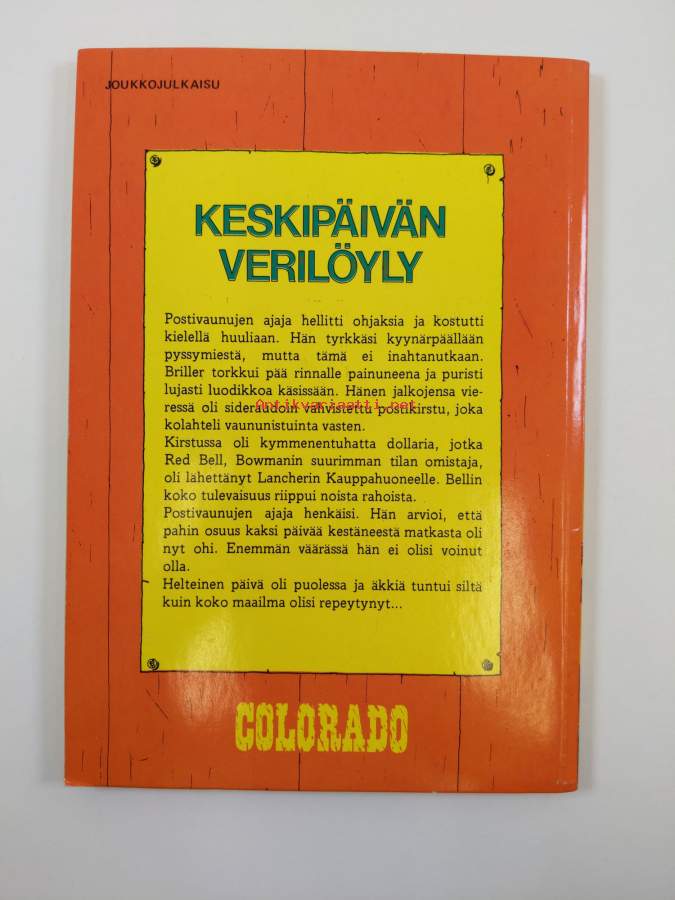 JOUKKOJULKAISU
KESKIPÄIVÄN
VERILÖYLY
Postivaunujen ajaja hellitti ohjaksia ja kostutti
kielellä huuliaan. Hän tyrkkäsi kyynärpäällään
pyssymiestä, mutta tämä ei inahtanutkaan.
Briller torkkui pää rinnalle painuneena ja puristi
lujasti luodikkoa käsissään. Hänen jalkojensa vie-
ressä oli sideraudoin vahvistettu postikirstu, joka
Antikvariaatti.net
kolahteli vaununistuinta vasten.
Kirstussa oli kymmenentuhatta dollaria, jotka
Red Bell, Bowmanin suurimman tilan omistaja,
oli lähettänyt Lancherin Kauppahuoneelle. Bellin
koko tulevaisuus riippui noista rahoista.
Postivaunujen ajaja henkäisi. Hän arvioi, että
pahin osuus kaksi päivää kestäneestä matkasta oli
nyt ohi. Enemmän väärässä hän ei olisi voinut
olla.
Helteinen päivä oli puolessa ja äkkiä tuntui siltä
kuin koko maailma olisi repeytynyt...
COLORADO